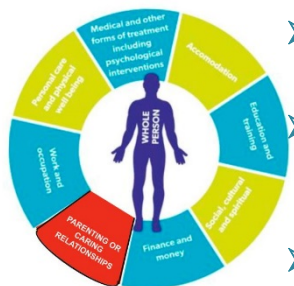 Medical and other
forms of treatment
including
psychological
interventions
Accomodation
Education and
training
Social, cultural
and spiritual
Finance and
money
PARENTING OR
CARING
RELATIONSHIPS
Work and
occupation
Personal care
and physical
well being
WHOLE
PERSON